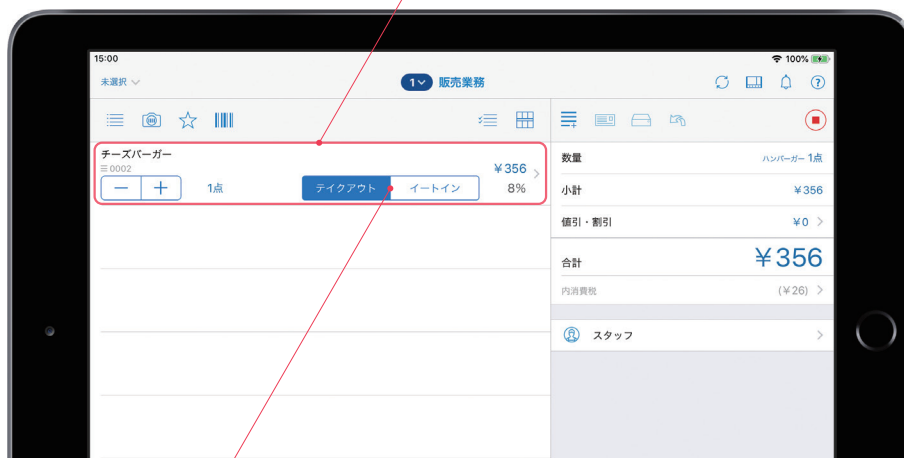 15:00
100%
未選択
1 販売業務
チーズバーガー
0002
¥356
1点
テイクアウト
イートイン
8%
数量
ハンバーガー 1点
小計
¥356
値引・割引
¥0
合計
¥356
内消費税
(¥26)
スタッフ